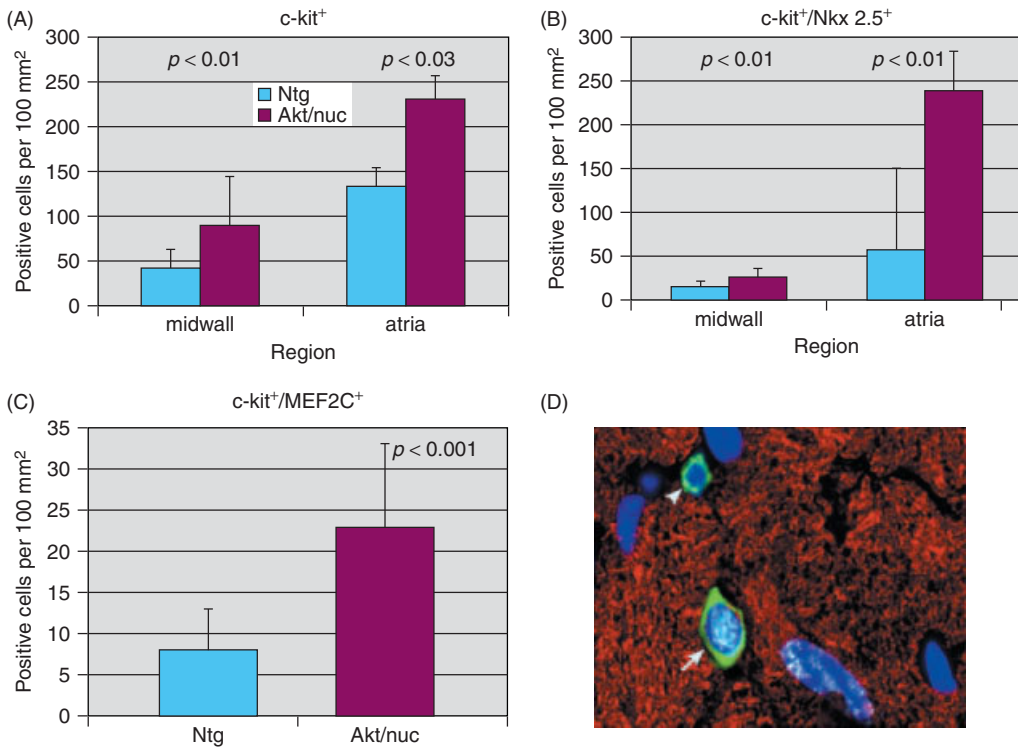 (A)
c-kit⁺
300
250
200
150
100
50
0
Positive cells per 100 mm²
p < 0.01
p < 0.03
Ntg
Akt/nuc
midwall
atria
Region
(B)
c-kit⁺/Nkx 2.5⁺
300
250
200
150
100
50
0
Positive cells per 100 mm²
p < 0.01
p < 0.01
midwall
atria
Region
(C)
c-kit⁺/MEF2C⁺
35
30
25
20
15
10
5
0
Positive cells per 100 mm²
p < 0.001
Ntg
Akt/nuc
(D)